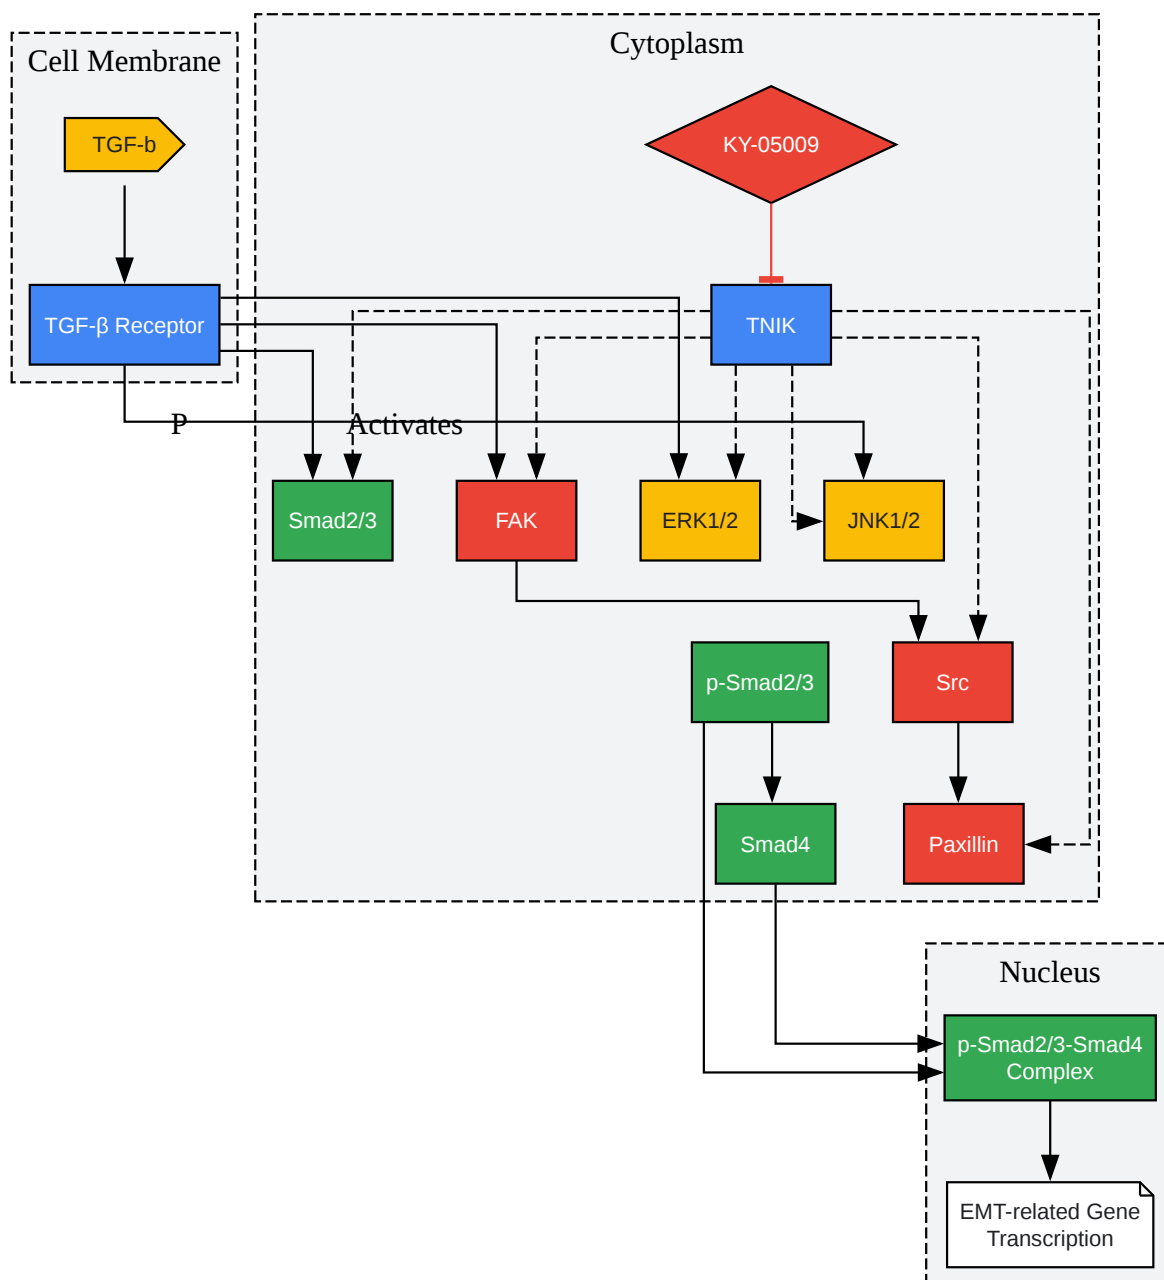 Cell Membrane
Cytoplasm
TGF-b
KY-05009
TGF-β Receptor
TNIK
P
Activates
Smad2/3
FAK
ERK1/2
JNK1/2
p-Smad2/3
Src
Smad4
Paxillin
Nucleus
p-Smad2/3-Smad4
Complex
EMT-related Gene
Transcription